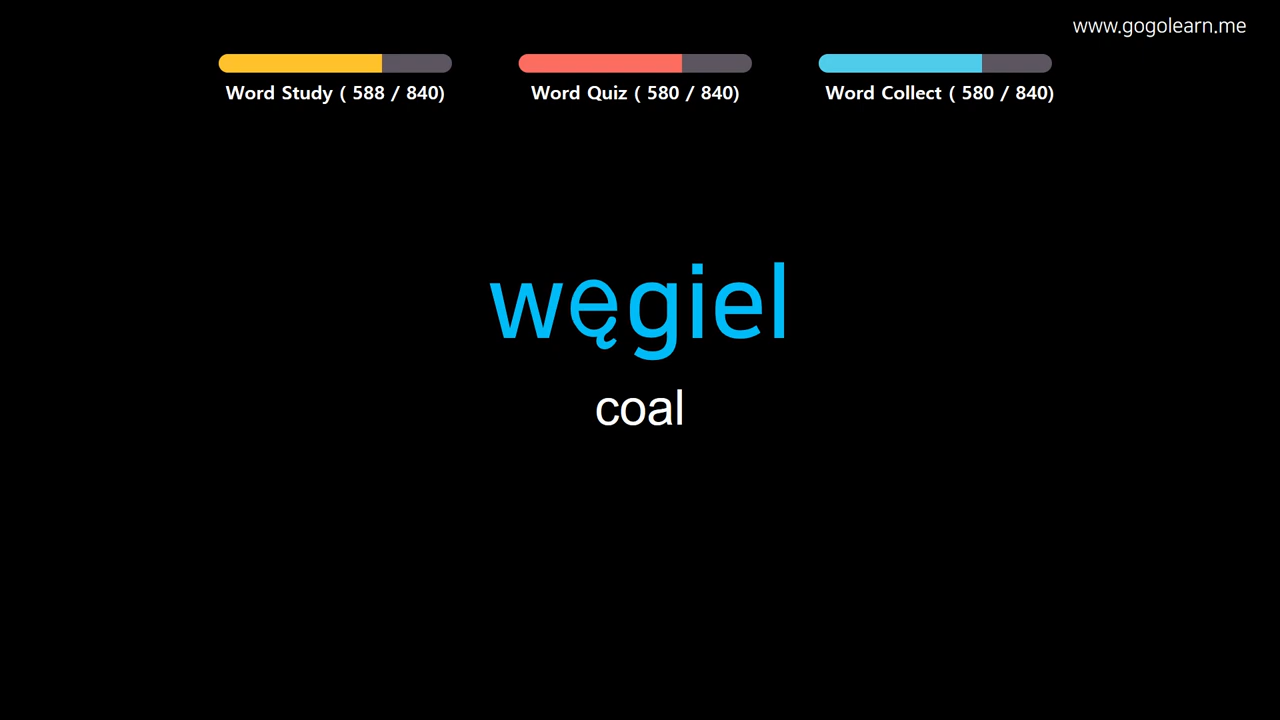 www.gogolearn.me
Word Study ( 588 / 840)
Word Quiz ( 580 / 840)
Word Collect ( 580 / 840)
węgiel
coal